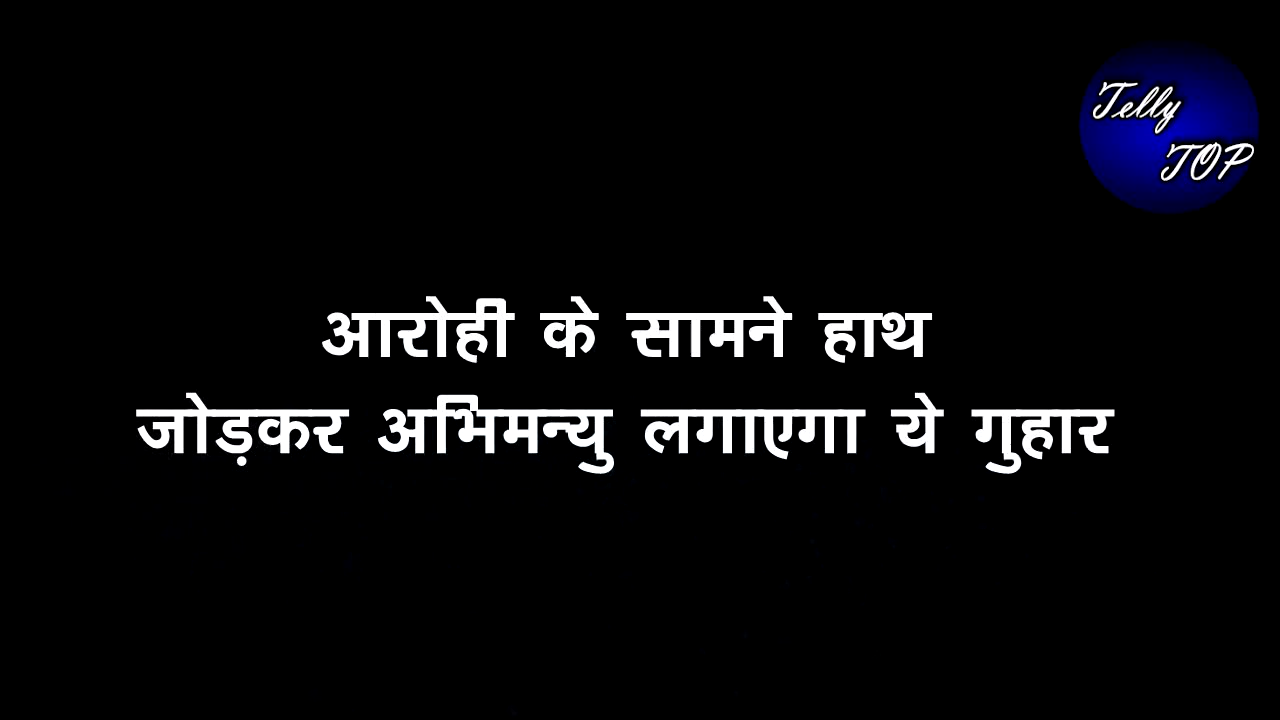 Telly
TOP
आरोही के सामने हाथ
जोड़कर अभिमन्यु लगाएगा ये गुहार